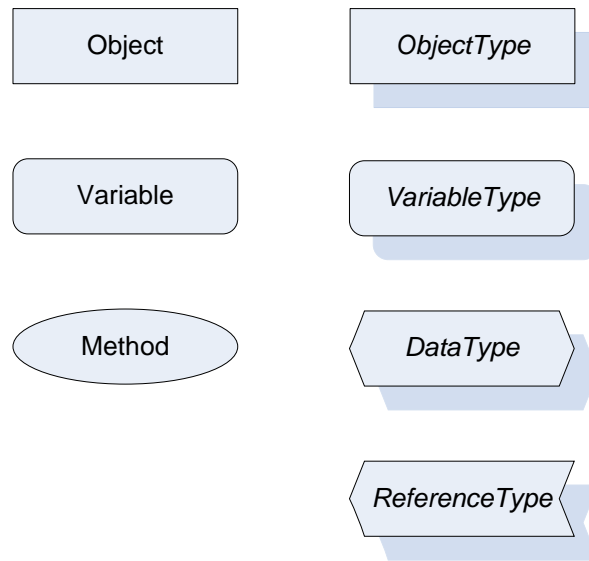 Object
ObjectType
Variable
VariableType
Method
DataType
ReferenceType